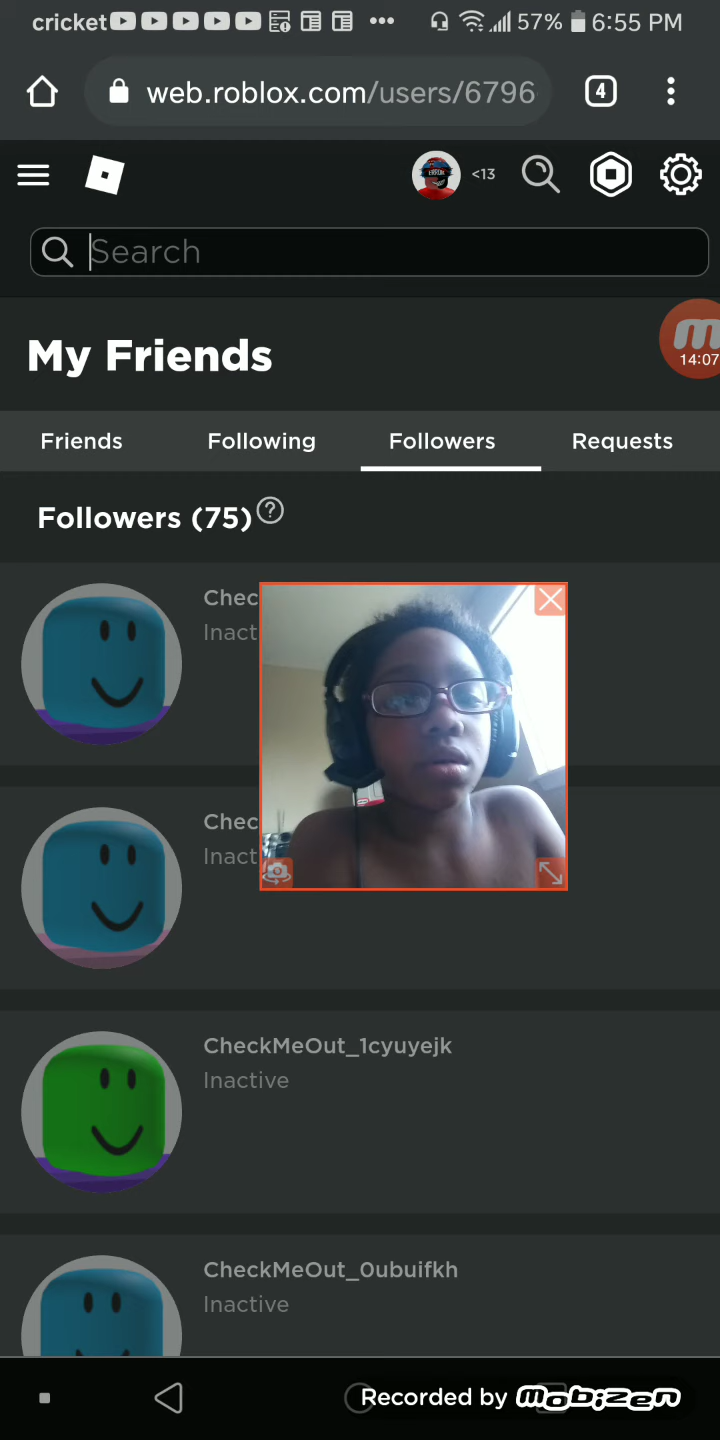 cricket 57% 6:55 PM
web.roblox.com/users/6796
4
<13
ERROR
Search
My Friends
14:07
Friends Following Followers Requests
Followers (75) ?
Chec
Inact
Chec
Inact
CheckMeOut_1cyuyejk
Inactive
CheckMeOut_0ubuifkh
Inactive
Recorded by mobizen